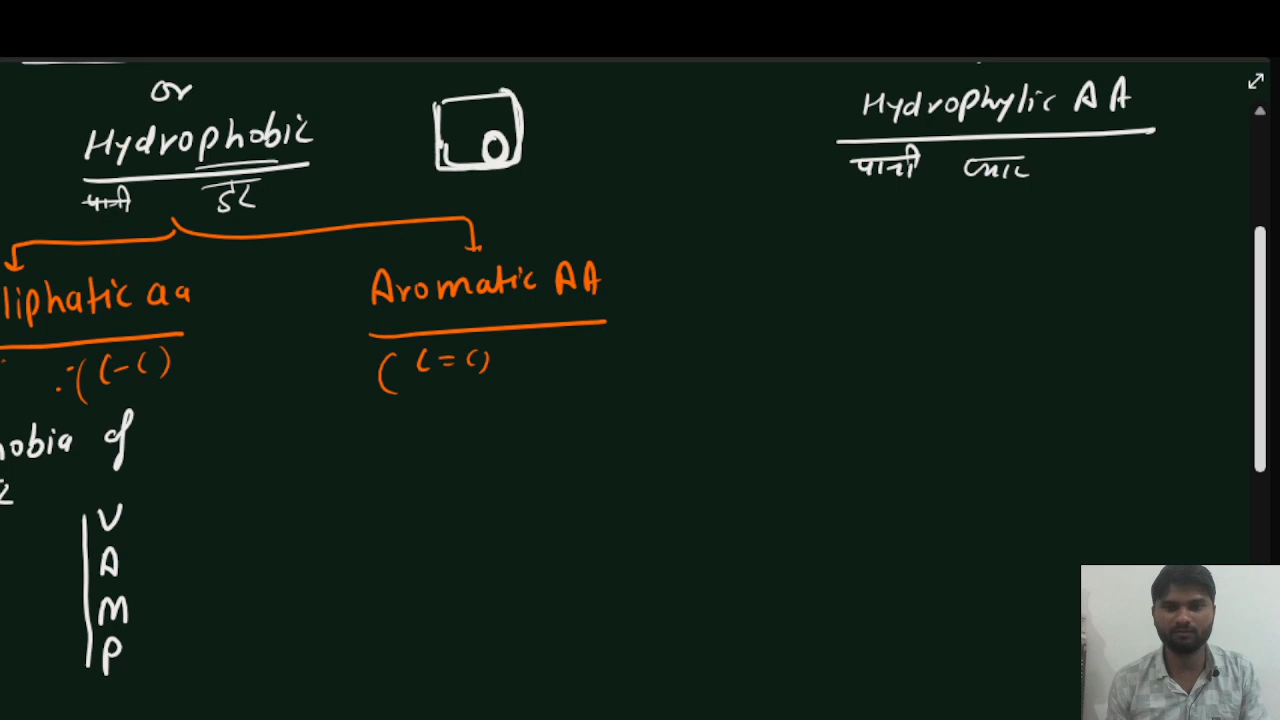 or
Hydrophobic
पानी डर
Hydrophylic AA
पानी प्यार
liphatic aa
Aromatic AA
∴ (C-C)
(C=C)
hobia of
V
A
M
P